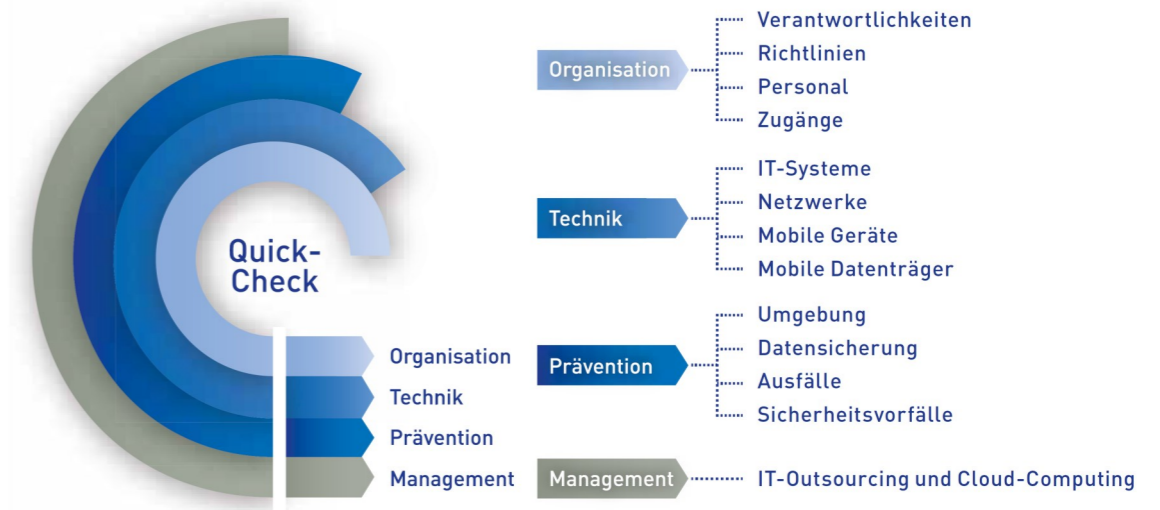 Quick-
Check
Organisation
Technik
Prävention
Management
Organisation
Verantwortlichkeiten
Richtlinien
Personal
Zugänge
Technik
IT-Systeme
Netzwerke
Mobile Geräte
Mobile Datenträger
Prävention
Umgebung
Datensicherung
Ausfälle
Sicherheitsvorfälle
Management
IT-Outsourcing und Cloud-Computing